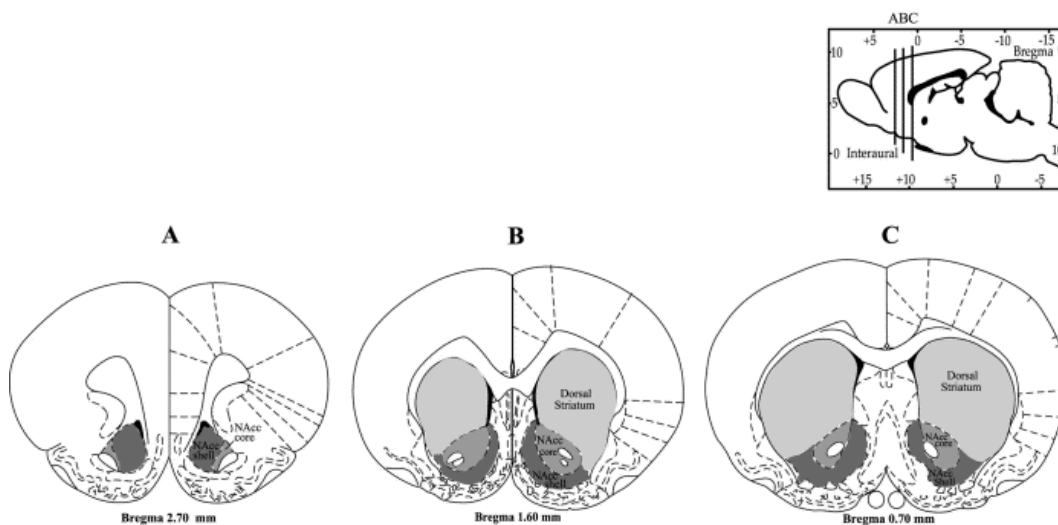 ABC
+5 0 -5 -10 -15
Bregma
10
5
0
Interaural
10
+15 +10 +5 0 -5
A
B
C
NAcc
core
NAcc
shell
Dorsal
Striatum
NAcc
core
NAcc
shell
Dorsal
Striatum
NAcc
core
NAcc
shell
Bregma 2.70 mm
Bregma 1.60 mm
Bregma 0.70 mm